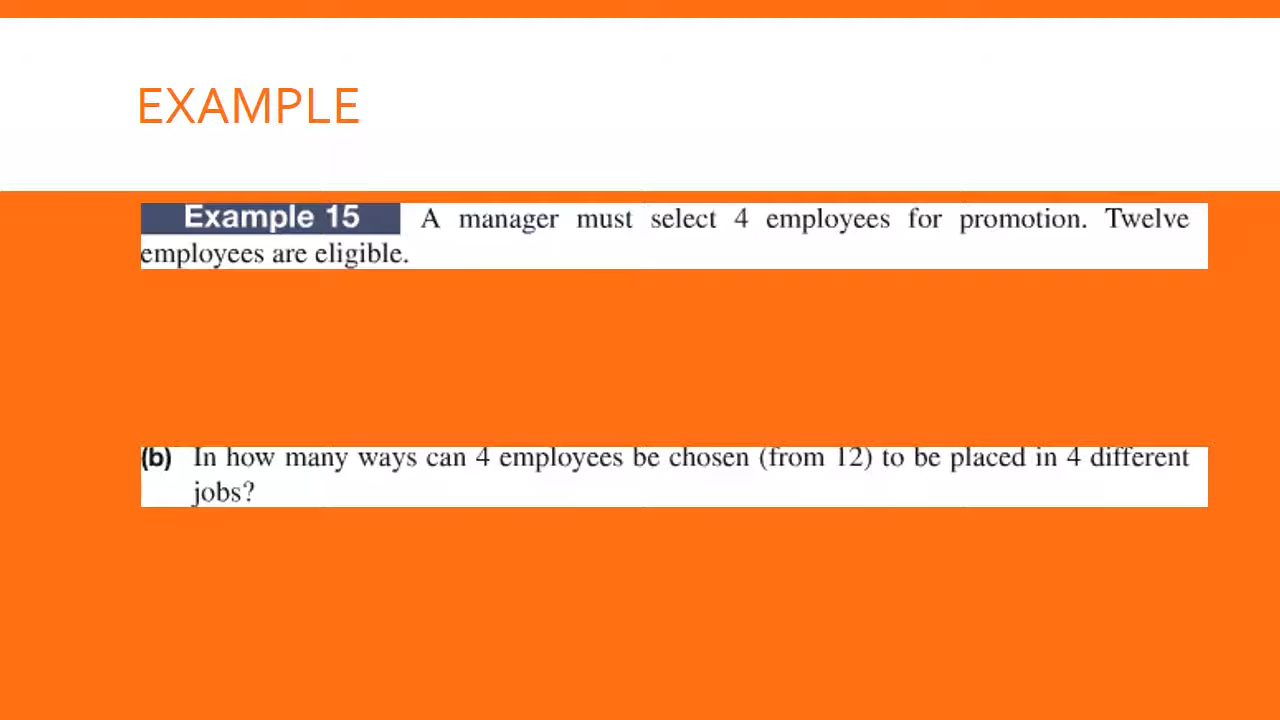 EXAMPLE
Example 15 A manager must select 4 employees for promotion. Twelve
employees are eligible.
(b) In how many ways can 4 employees be chosen (from 12) to be placed in 4 different
jobs?